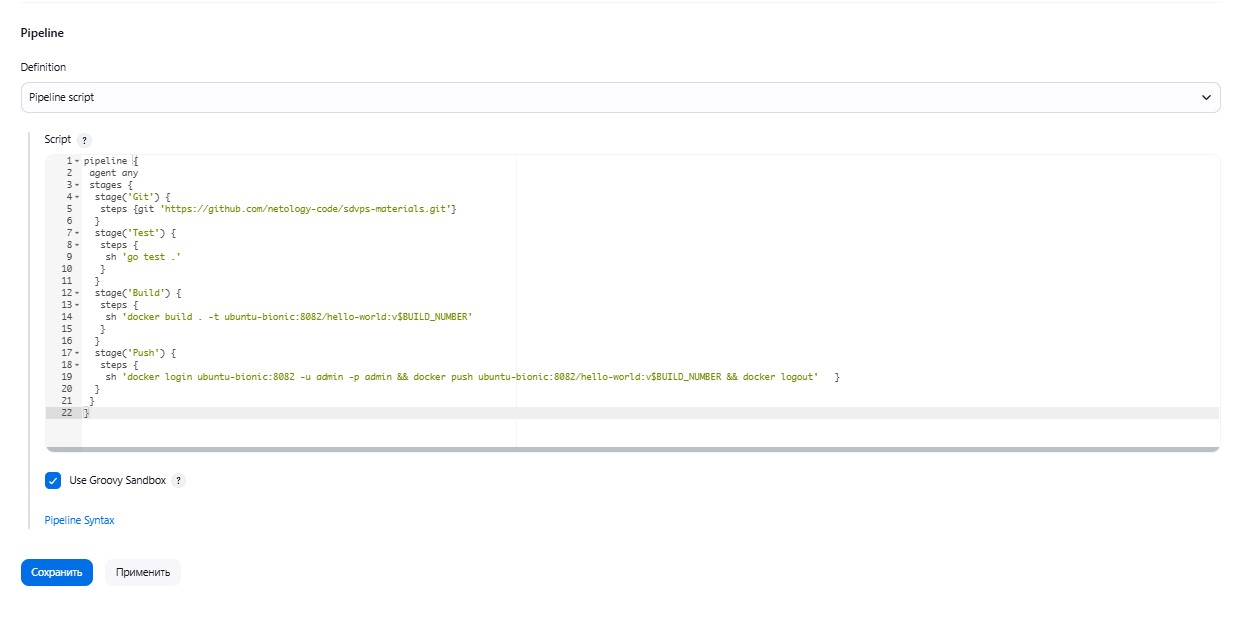 Pipeline
Definition
Pipeline script
Script ?
1 pipeline {
2 agent any
3 stages {
4 stage('Git') {
5 steps {git 'https://github.com/netology-code/sdvps-materials.git'}
6 }
7 stage('Test') {
8 steps {
9 sh 'go test .'
10 }
11 }
12 stage('Build') {
13 steps {
14 sh 'docker build . -t ubuntu-bionic:8082/hello-world:v$BUILD_NUMBER'
15 }
16 }
17 stage('Push') {
18 steps {
19 sh 'docker login ubuntu-bionic:8082 -u admin -p admin && docker push ubuntu-bionic:8082/hello-world:v$BUILD_NUMBER && docker logout' }
20 }
21 }
22 }
Use Groovy Sandbox ?
Pipeline Syntax
Сохранить Применить